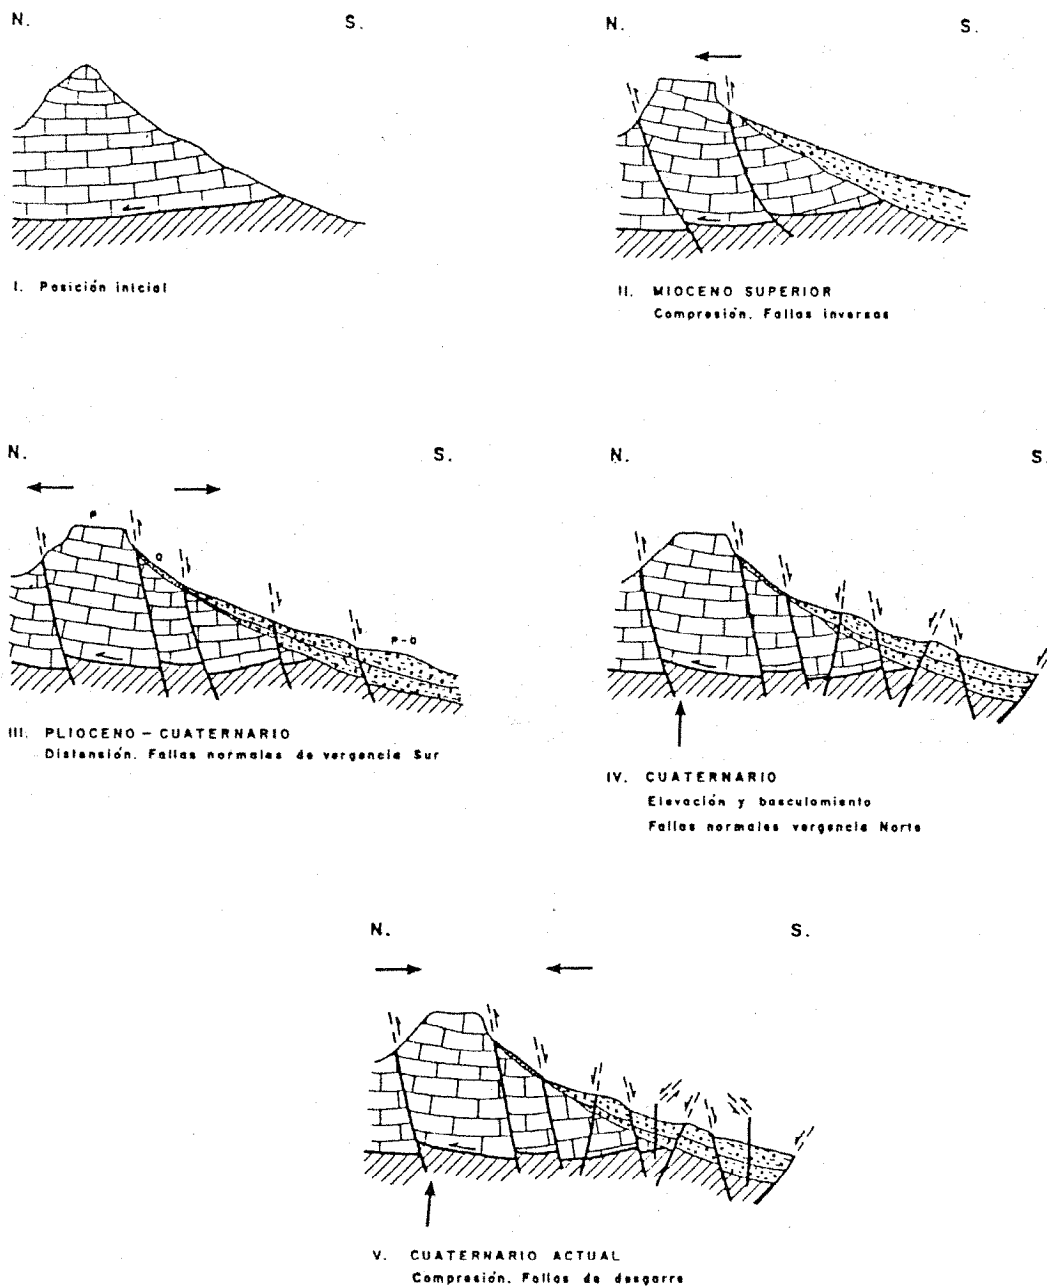 N. S.
I. Posición inicial
N. S.
II. MIOCENO SUPERIOR
Compresión. Fallas inversas
N. S.
P
Q
P-Q
III. PLIOCENO – CUATERNARIO
Distensión. Fallas normales de vergencia Sur
N. S.
IV. CUATERNARIO
Elevación y basculamiento
Fallas normales vergencia Norte
N. S.
V. CUATERNARIO ACTUAL
Compresión. Fallas de desgarre